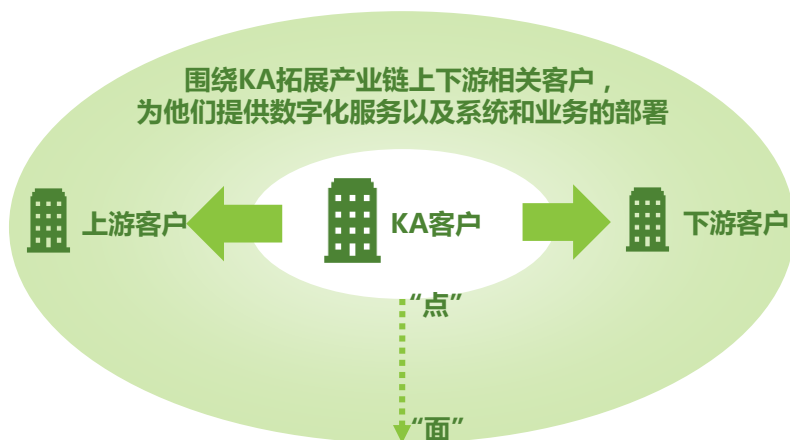 围绕KA拓展产业链上下游相关客户，
为他们提供数字化服务以及系统和业务的部署
上游客户
KA客户
下游客户
“点”
“面”